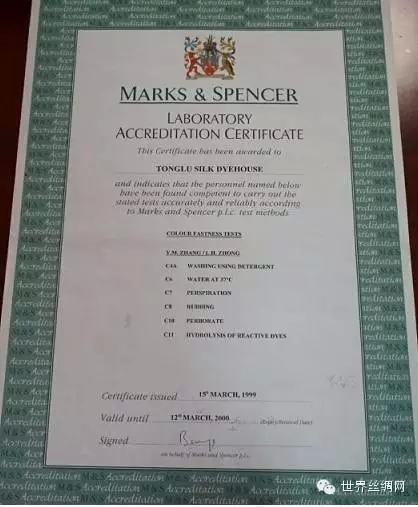 MARKS & SPENCER
LABORATORY
ACCREDITATION CERTIFICATE
This Certificate has been awarded to
TONGLU SILK DYEHOUSE
and indicates that the personnel named below
have been found competent to carry out the
stated tests accurately and reliably according
to Marks and Spencer p.l.c. test methods
COLOUR FASTNESS TESTS
Y.M. ZHANG / L.H. ZHONG
C4A WASHING USING DETERGENT
C6 WATER AT 37°C
C7 PERSPIRATION
C8 RUBBING
C10 PERBORATE
C11 HYDROLYSIS OF REACTIVE DYES
Certificate issued 15th MARCH, 1999
Valid until 12th MARCH, 2000 (Expiry/Renewal Date)
Signed
on behalf of Marks and Spencer p.l.c.
世界丝绸网